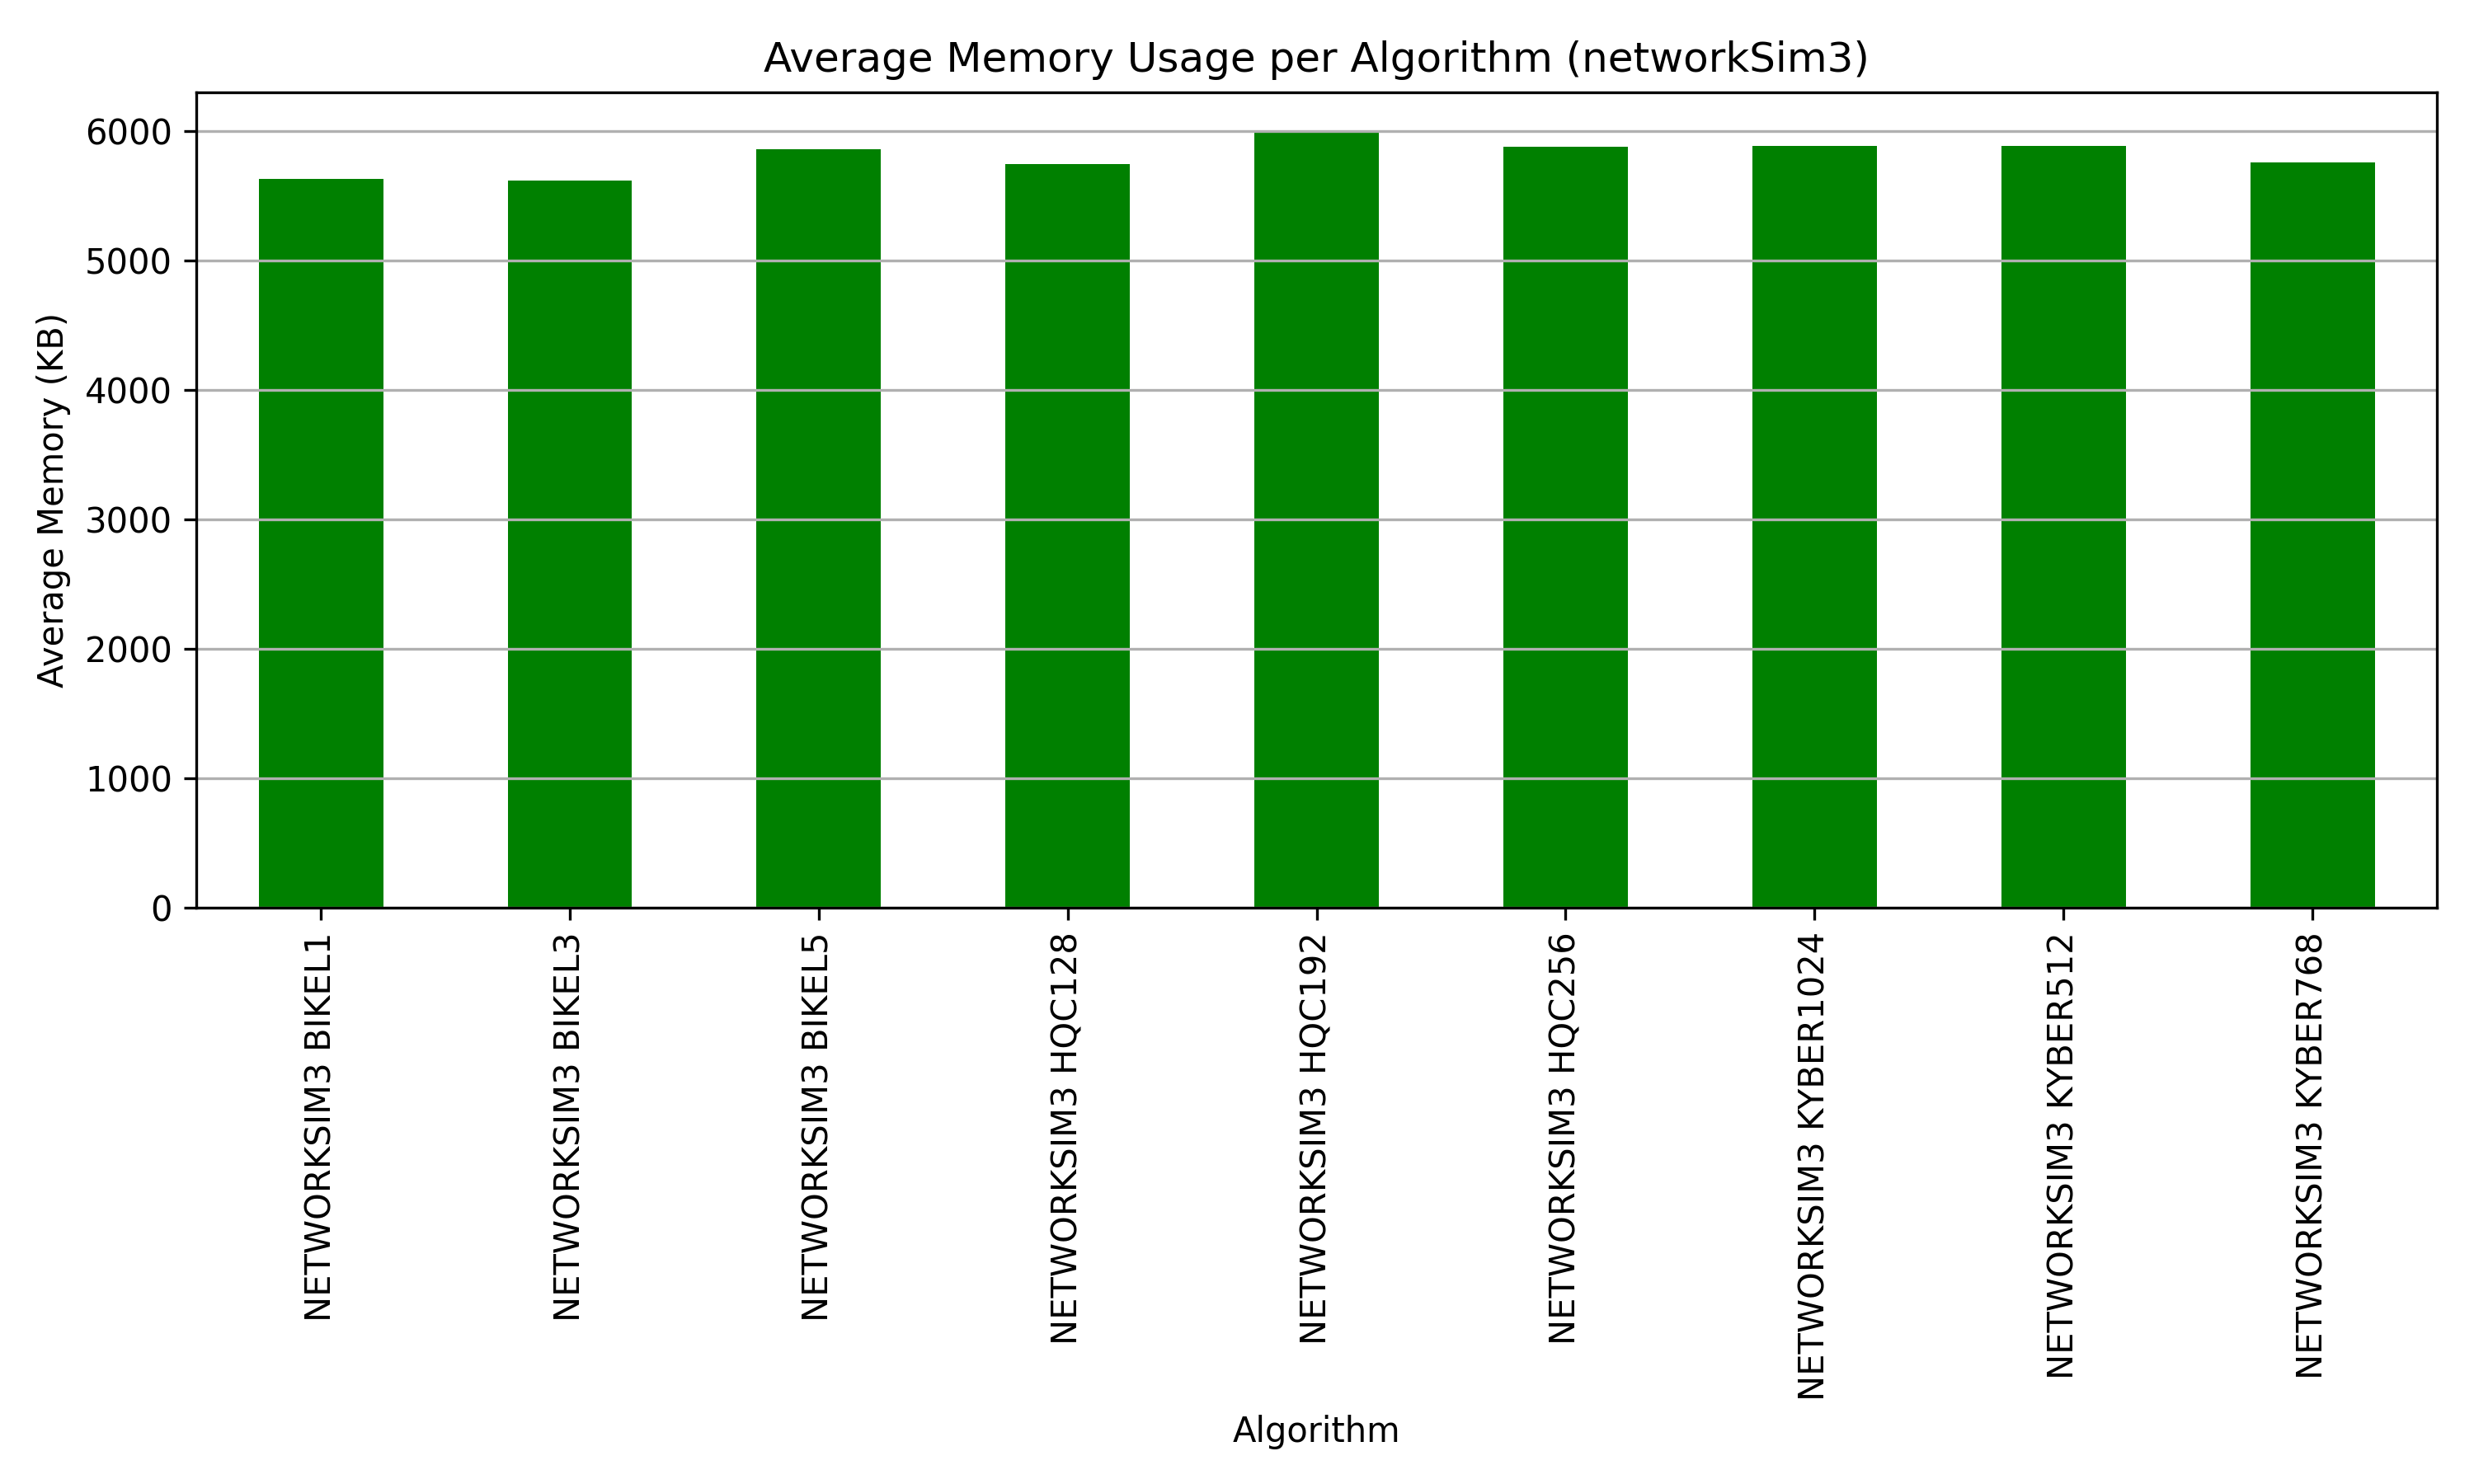 Average Memory Usage per Algorithm (networkSim3)
Average Memory (KB)
6000
5000
4000
3000
2000
1000
0
NETWORKSIM3 BIKEL1
NETWORKSIM3 BIKEL3
NETWORKSIM3 BIKEL5
NETWORKSIM3 HQC128
NETWORKSIM3 HQC192
NETWORKSIM3 HQC256
NETWORKSIM3 KYBER1024
NETWORKSIM3 KYBER512
NETWORKSIM3 KYBER768
Algorithm